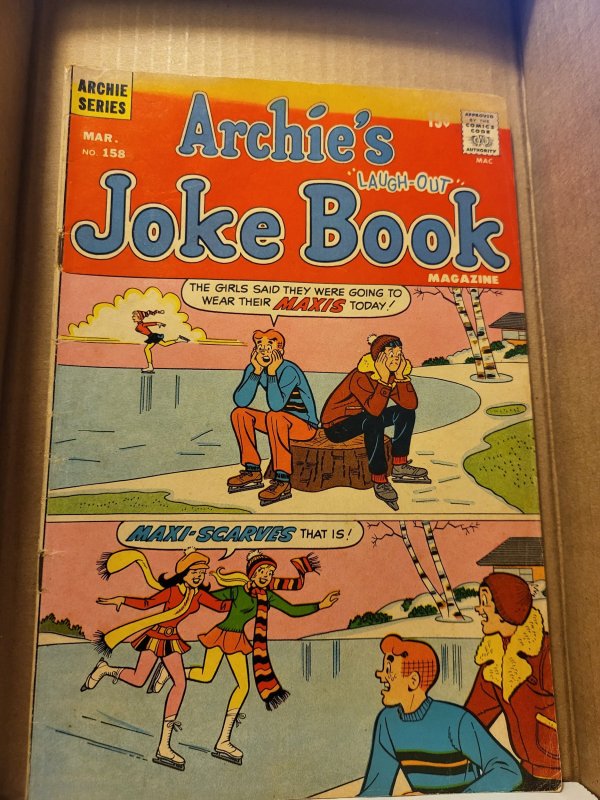 ARCHIE
SERIES
MAR.
NO. 158
Archie's
15¢
APPROVED
BY THE
COMICS
CODE
AUTHORITY
MAC
"LAUGH-OUT"
Joke Book
MAGAZINE
THE GIRLS SAID THEY WERE GOING TO
WEAR THEIR MAXIS TODAY!
MAXI-SCARVES THAT IS!